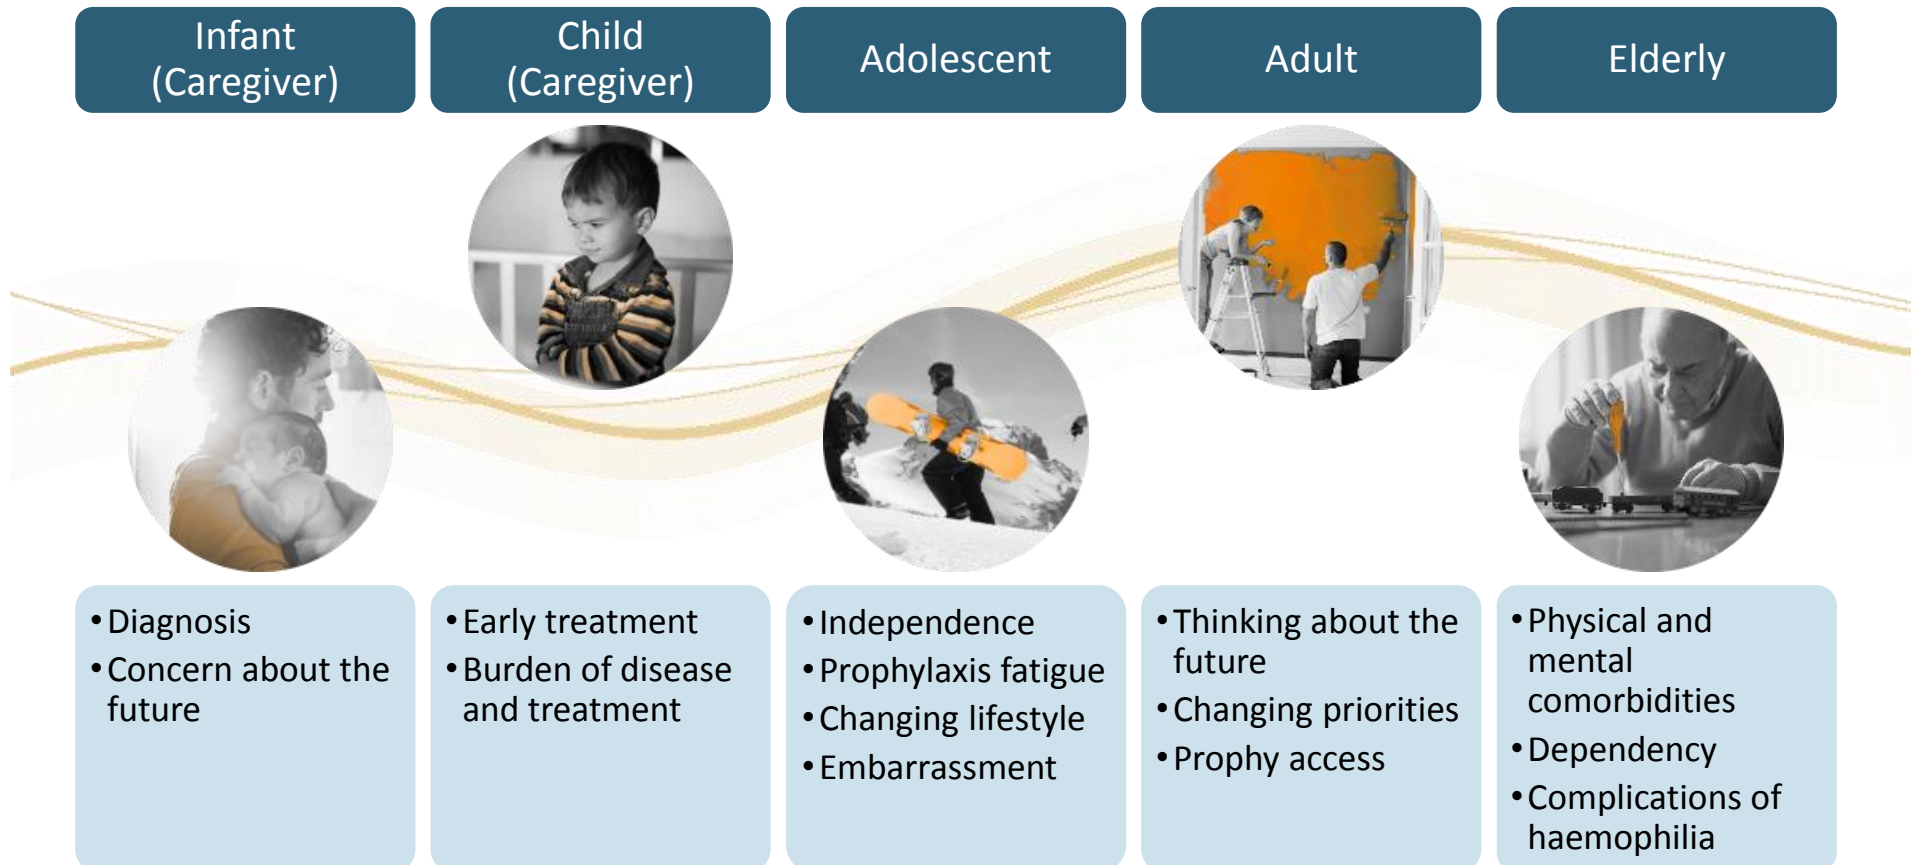 Infant
(Caregiver)
Child
(Caregiver)
Adolescent
Adult
Elderly
•Diagnosis
•Concern about the
future
•Early treatment
•Burden of disease
and treatment
•Independence
•Prophylaxis fatigue
•Changing lifestyle
•Embarrassment
•Thinking about the
future
•Changing priorities
•Prophy access
•Physical and
mental
comorbidities
•Dependency
•Complications of
haemophilia